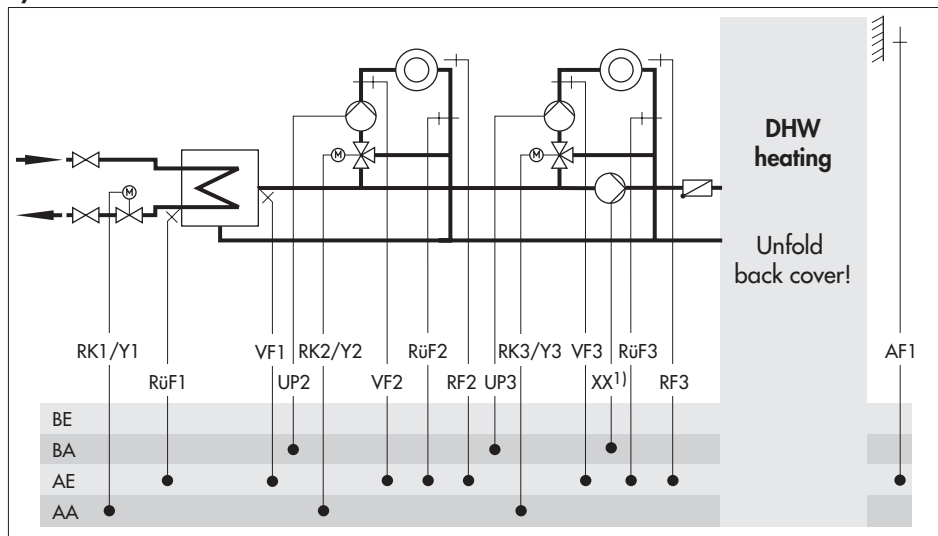 DHW
heating
Unfold
back cover!
M
M
M
RK1/Y1 VF1 RK2/Y2 RüF2 RK3/Y3 VF3 RüF3 AF1
RüF1 UP2 VF2 RF2 UP3 XX1) RF3
BE
BA
AE
AA